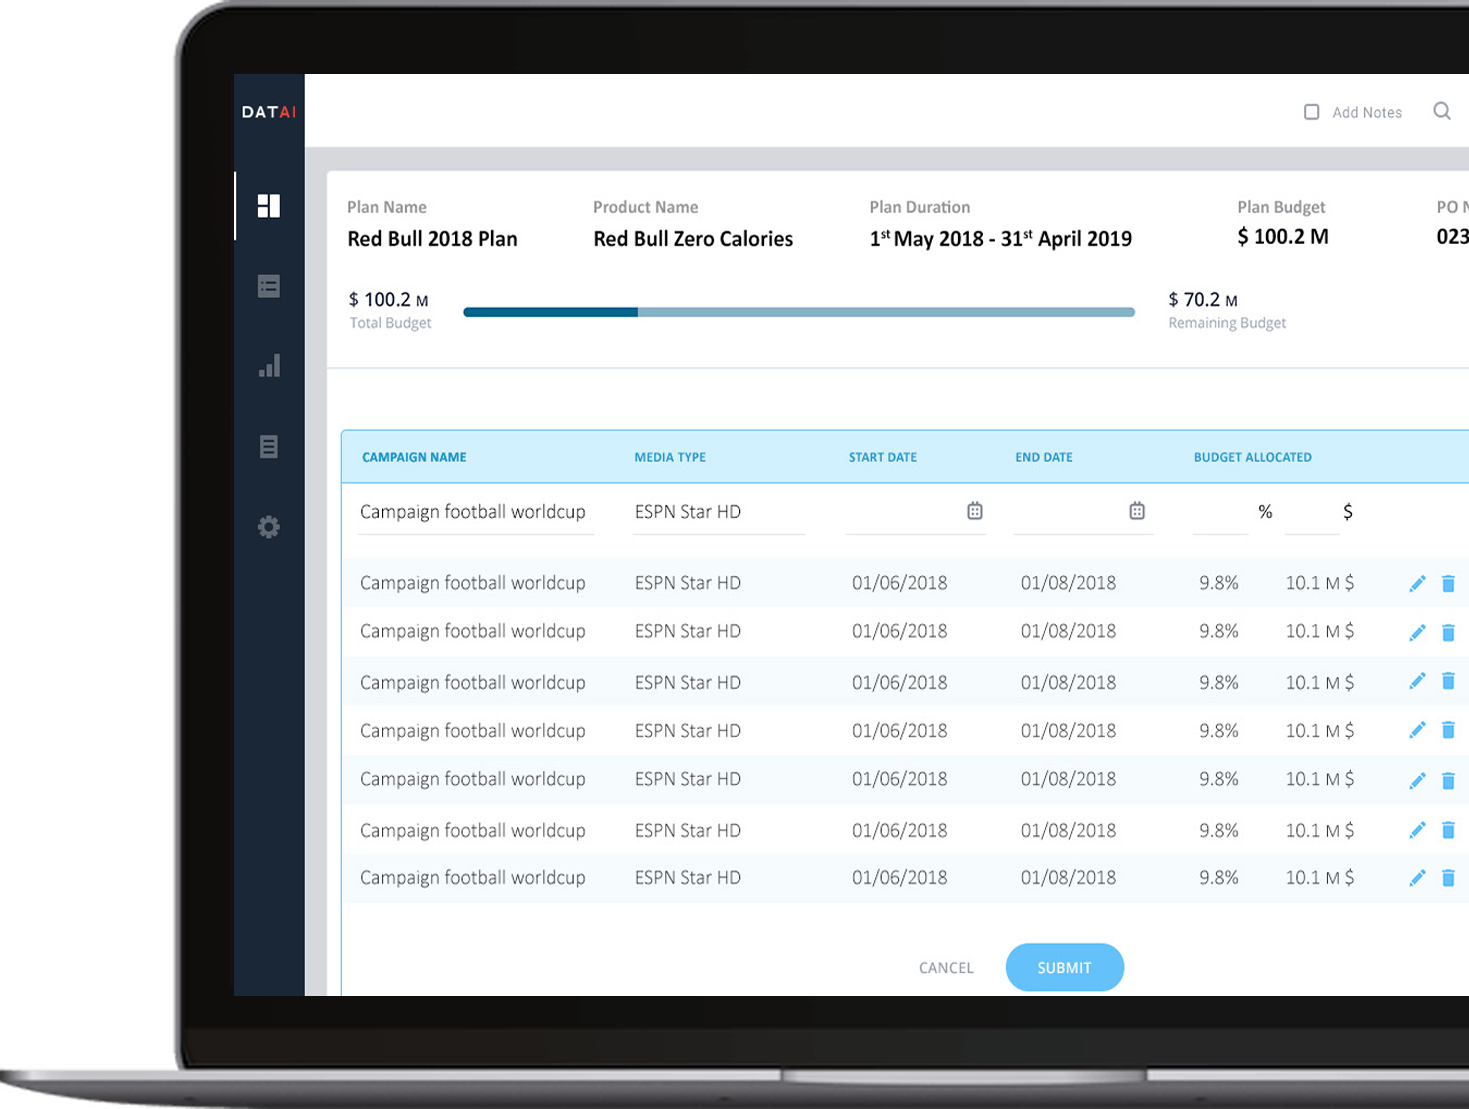 DATAI
Add Notes
Plan Name Product Name Plan Duration Plan Budget PO
Red Bull 2018 Plan Red Bull Zero Calories 1st May 2018 - 31st April 2019 $ 100.2 M 023
$ 100.2 M $ 70.2 M
Total Budget Remaining Budget
CAMPAIGN NAME MEDIA TYPE START DATE END DATE BUDGET ALLOCATED
Campaign football worldcup ESPN Star HD % $
Campaign football worldcup ESPN Star HD 01/06/2018 01/08/2018 9.8% 10.1 M $
Campaign football worldcup ESPN Star HD 01/06/2018 01/08/2018 9.8% 10.1 M $
Campaign football worldcup ESPN Star HD 01/06/2018 01/08/2018 9.8% 10.1 M $
Campaign football worldcup ESPN Star HD 01/06/2018 01/08/2018 9.8% 10.1 M $
Campaign football worldcup ESPN Star HD 01/06/2018 01/08/2018 9.8% 10.1 M $
Campaign football worldcup ESPN Star HD 01/06/2018 01/08/2018 9.8% 10.1 M $
Campaign football worldcup ESPN Star HD 01/06/2018 01/08/2018 9.8% 10.1 M $
CANCEL SUBMIT